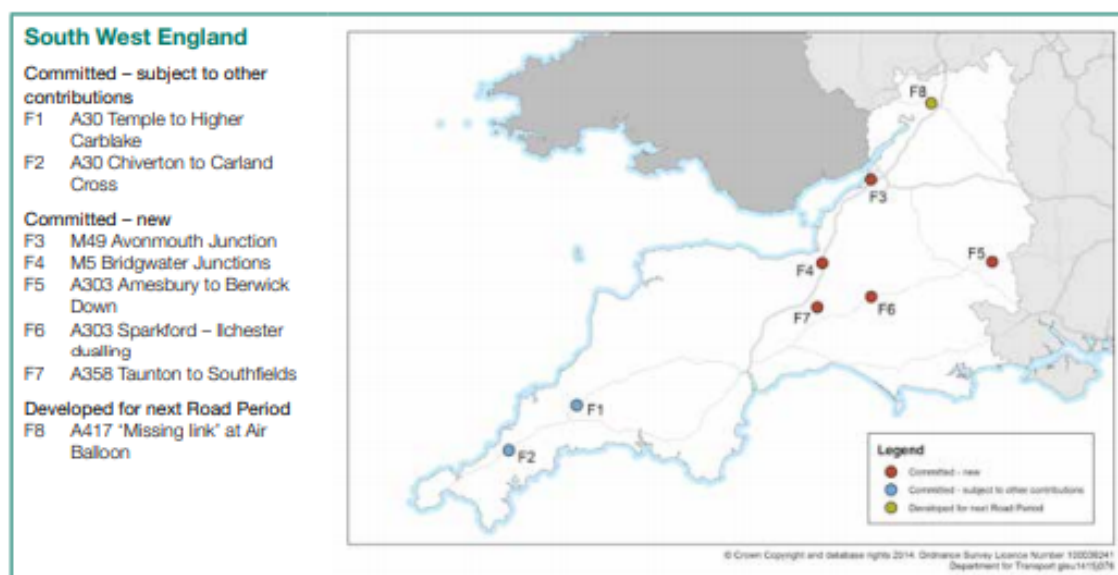 South West England
Committed – subject to other
contributions
F1 A30 Temple to Higher
Carblake
F2 A30 Chiverton to Carland
Cross
Committed – new
F3 M49 Avonmouth Junction
F4 M5 Bridgwater Junctions
F5 A303 Amesbury to Berwick
Down
F6 A303 Sparkford – Ilchester
dualling
F7 A358 Taunton to Southfields
Developed for next Road Period
F8 A417 ‘Missing link’ at Air
Balloon
F8
F3
F4
F5
F6
F7
F1
F2
Legend
Committed - new
Committed - subject to other contributions
Developed for next Road Period
© Crown Copyright and database rights 2014. Ordnance Survey Licence Number 100039241
Department for Transport